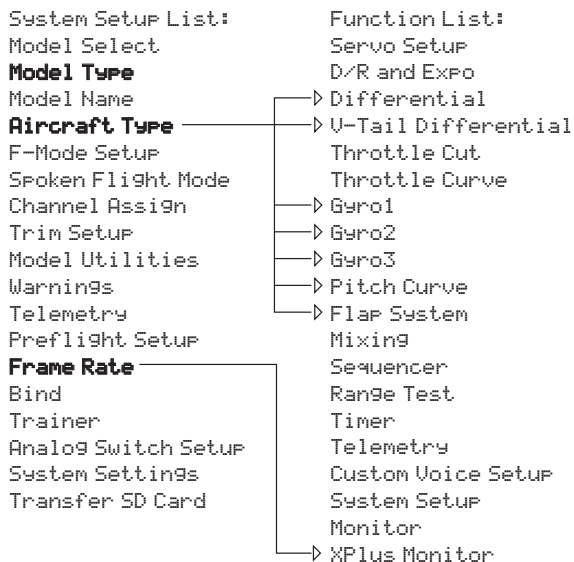 System Setup List:
Model Select
Model Type
Model Name
Aircraft Type
F-Mode Setup
Spoken Flight Mode
Channel Assign
Trim Setup
Model Utilities
Warnings
Telemetry
Preflight Setup
Frame Rate
Bind
Trainer
Analog Switch Setup
System Settings
Transfer SD Card
Function List:
Servo Setup
D/R and Expo
Differential
V-Tail Differential
Throttle Cut
Throttle Curve
Gyro1
Gyro2
Gyro3
Pitch Curve
Flap System
Mixing
Sequencer
Range Test
Timer
Telemetry
Custom Voice Setup
System Setup
Monitor
XPlus Monitor